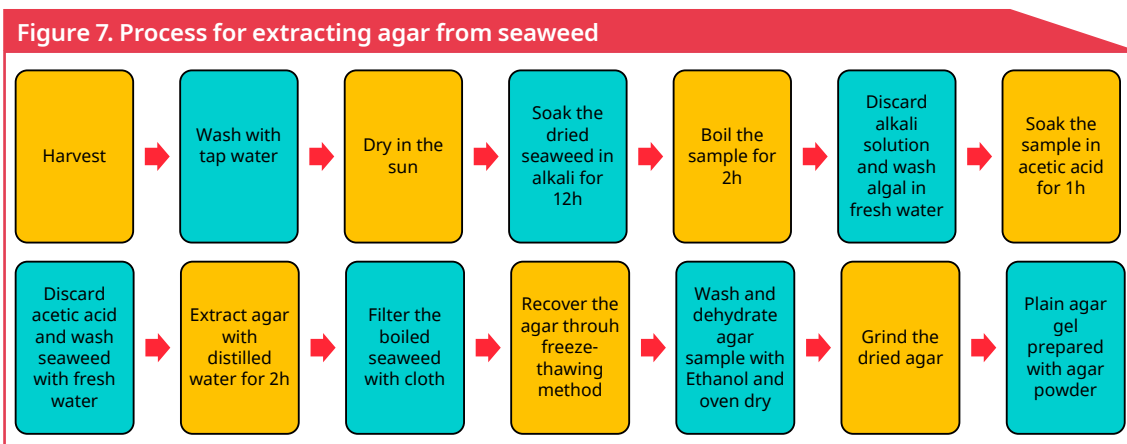 Figure 7. Process for extracting agar from seaweed
Harvest
Wash with
tap water
Dry in the
sun
Soak the
dried
seaweed in
alkali for
12h
Boil the
sample for
2h
Discard
alkali
solution
and wash
algal in
fresh water
Soak the
sample in
acetic acid
for 1h
Discard
acetic acid
and wash
seaweed
with fresh
water
Extract agar
with
distilled
water for 2h
Filter the
boiled
seaweed
with cloth
Recover the
agar throuh
freeze-
thawing
method
Wash and
dehydrate
agar
sample with
Ethanol and
oven dry
Grind the
dried agar
Plain agar
gel
prepared
with agar
powder